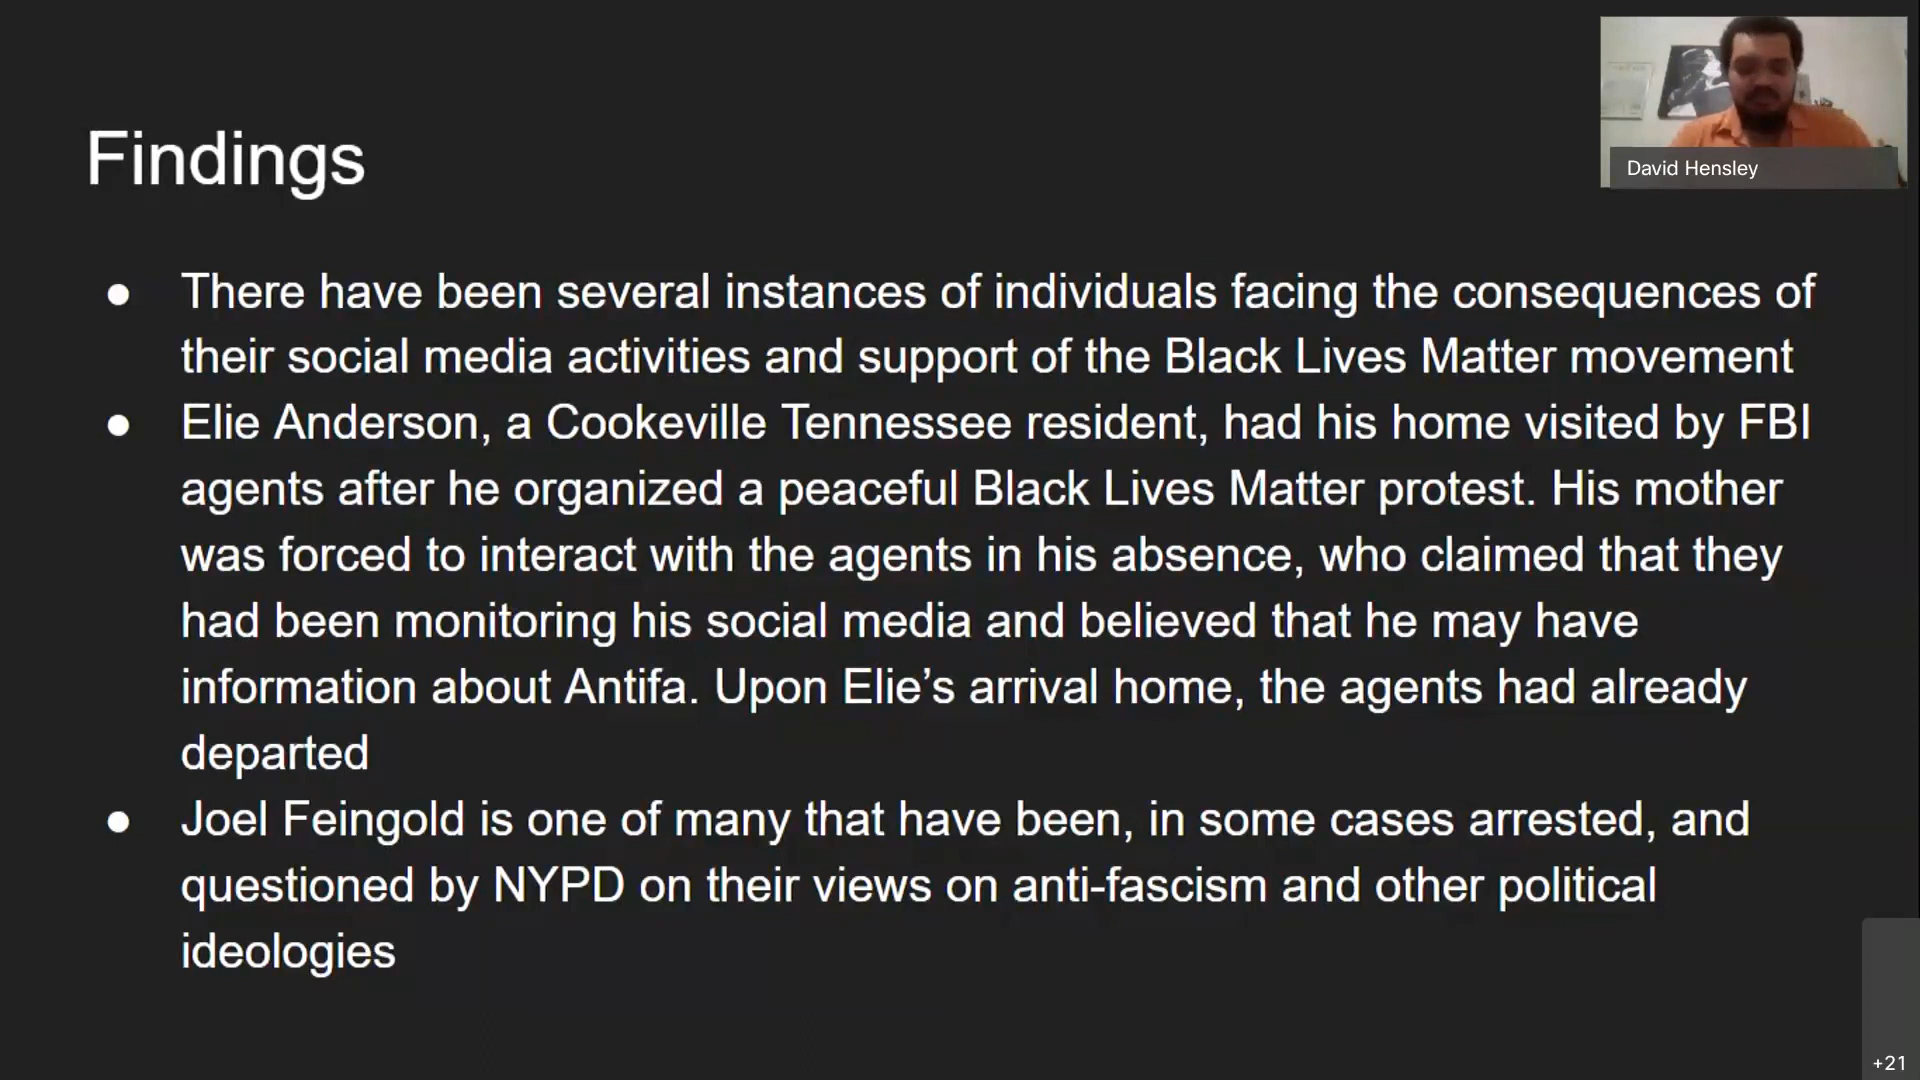 Findings
David Hensley
● There have been several instances of individuals facing the consequences of
their social media activities and support of the Black Lives Matter movement
● Elie Anderson, a Cookeville Tennessee resident, had his home visited by FBI
agents after he organized a peaceful Black Lives Matter protest. His mother
was forced to interact with the agents in his absence, who claimed that they
had been monitoring his social media and believed that he may have
information about Antifa. Upon Elie’s arrival home, the agents had already
departed
● Joel Feingold is one of many that have been, in some cases arrested, and
questioned by NYPD on their views on anti-fascism and other political
ideologies
+21